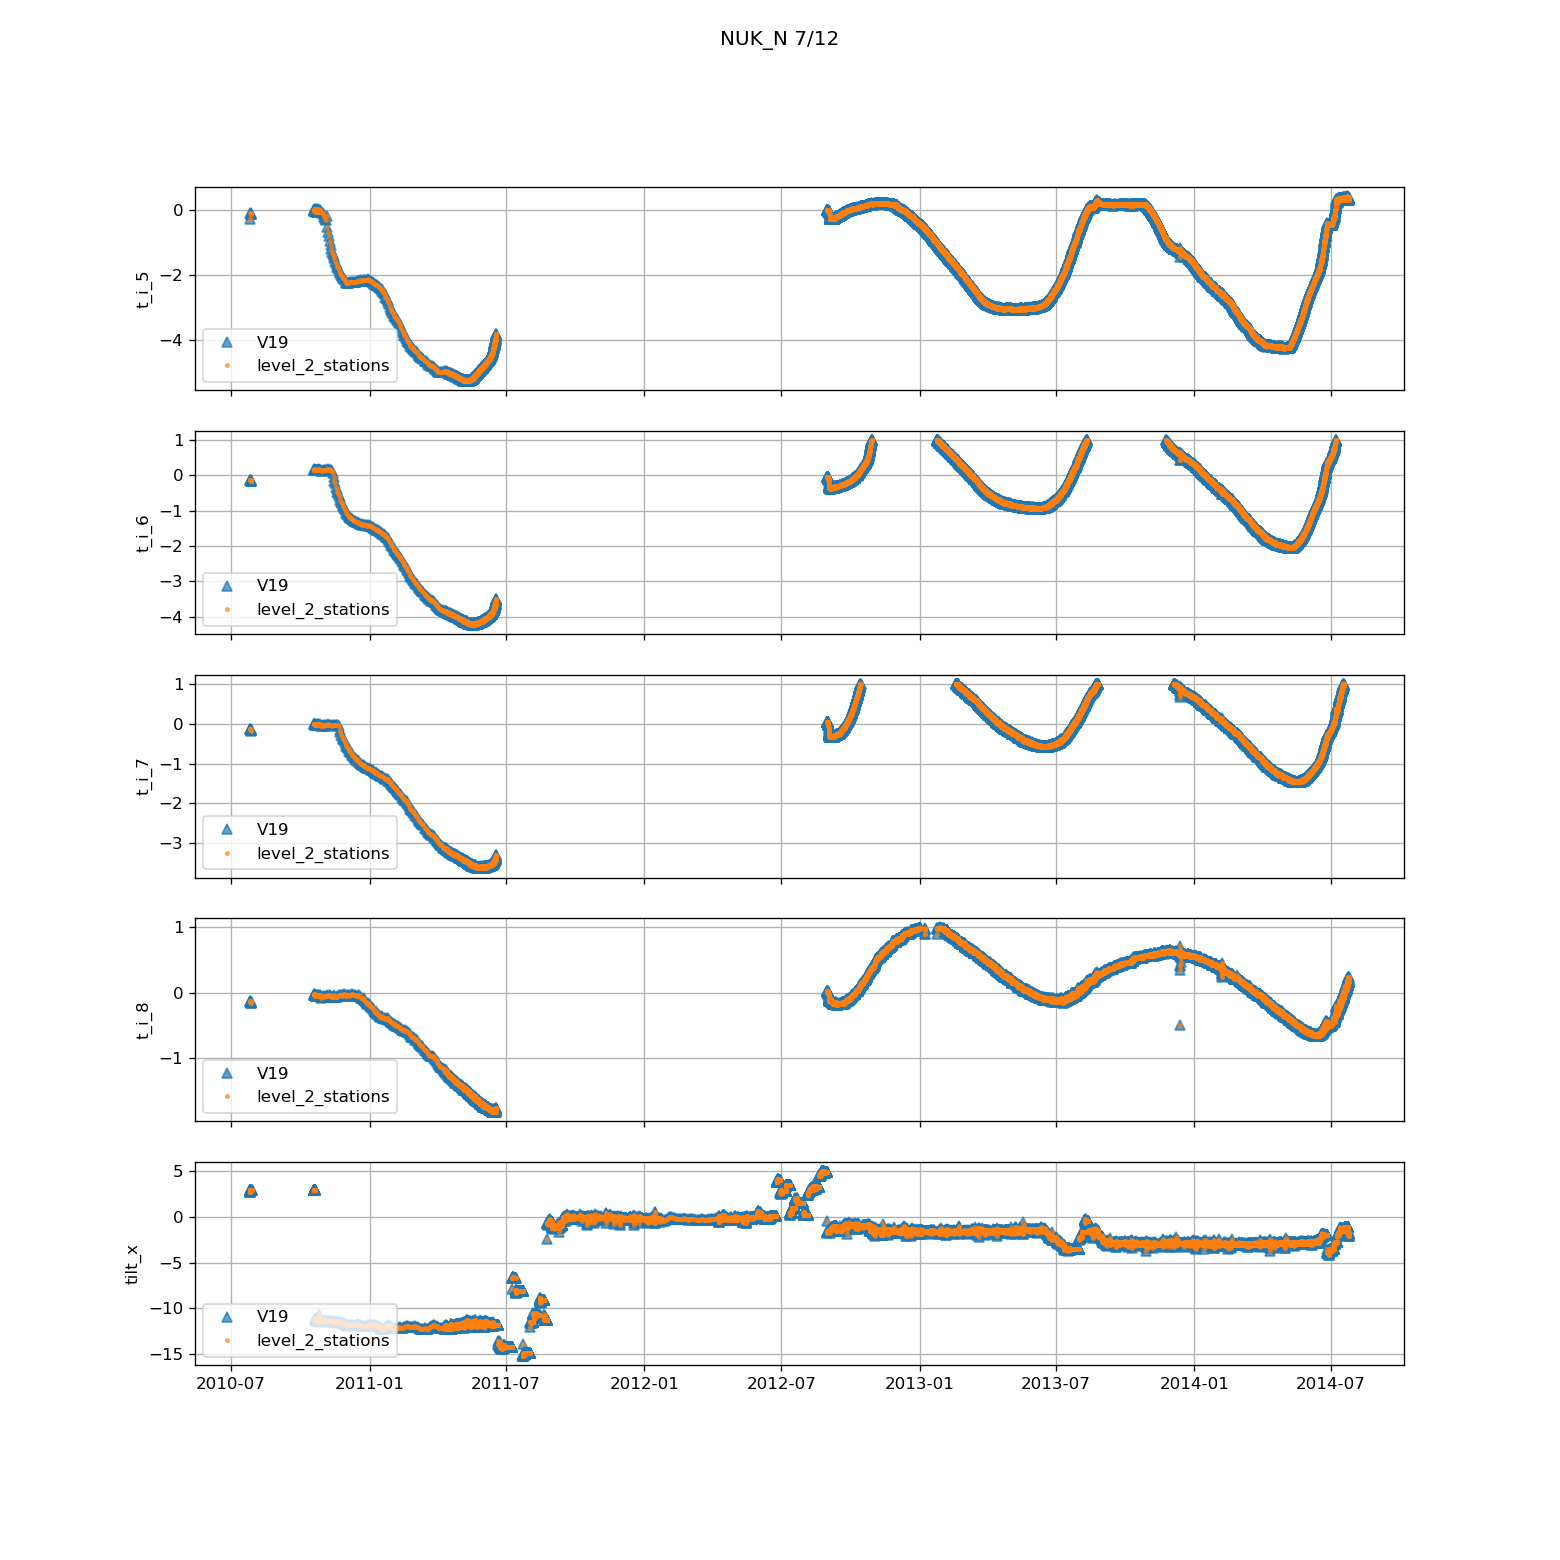 NUK_N 7/12
0
−2
−4
t_i_5
V19
level_2_stations
1
0
−1
−2
−3
−4
t_i_6
V19
level_2_stations
1
0
−1
−2
−3
t_i_7
V19
level_2_stations
1
0
−1
t_i_8
V19
level_2_stations
5
0
−5
−10
−15
tilt_x
V19
level_2_stations
2010-07 2011-01 2011-07 2012-01 2012-07 2013-01 2013-07 2014-01 2014-07